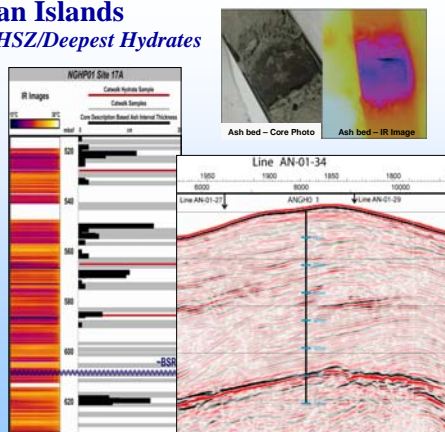 an Islands
HSZ/Deepest Hydrates
Ash bed – Core Photo
Ash bed – IR Image
NGHP01 Site 17A
IR Images
Catwalk Hydrate Sample
Catwalk Samples
Core Description Based Ash Interval Thickness
mbsf
520
540
560
580
600
~BSR
620
Line AN-01-34
1950
1900
1850
1800
6000
8000
10000
Line AN-01-27
ANGH0 1
Line AN-01-29